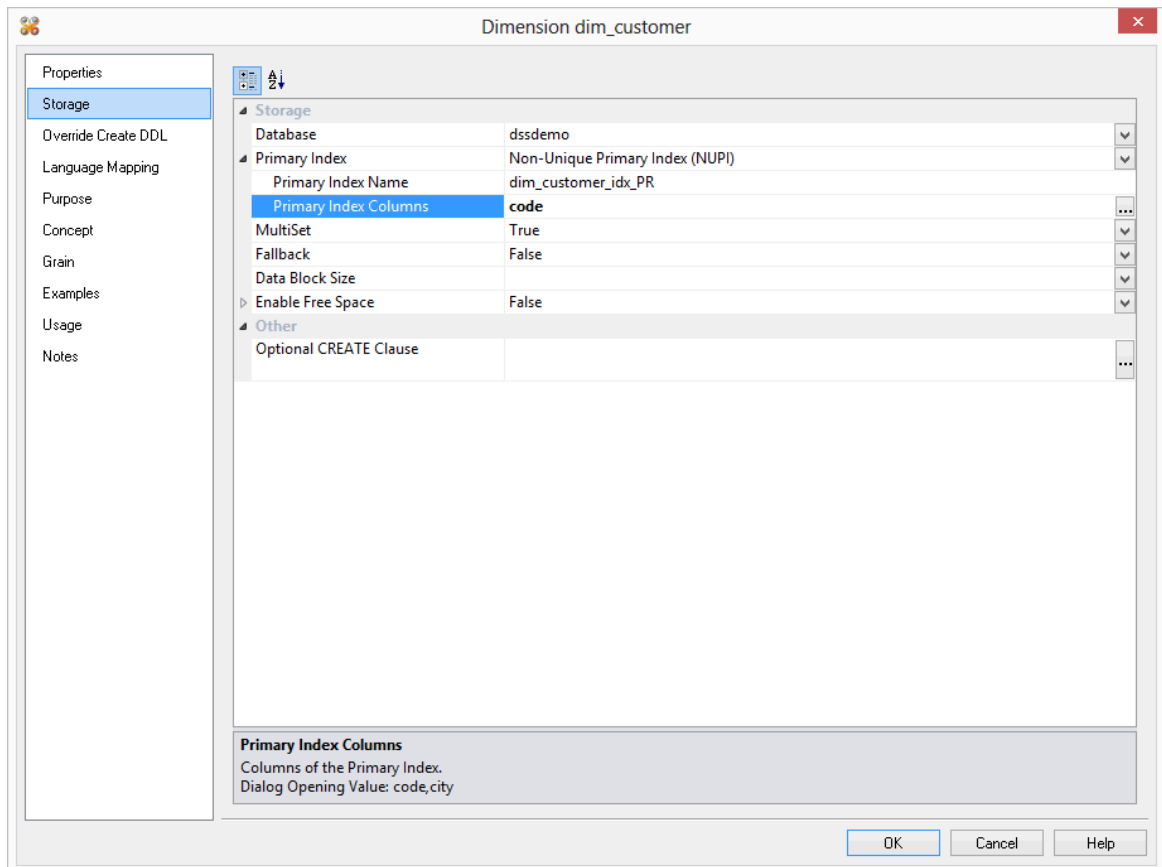 Dimension dim_customer
Properties
Storage
Override Create DDL
Language Mapping
Purpose
Concept
Grain
Examples
Usage
Notes
Storage
Database dssdemo
Primary Index Non-Unique Primary Index (NUPI)
Primary Index Name dim_customer_idx_PR
Primary Index Columns code
MultiSet True
Fallback False
Data Block Size
Enable Free Space False
Other
Optional CREATE Clause
Primary Index Columns
Columns of the Primary Index.
Dialog Opening Value: code,city
OK Cancel Help